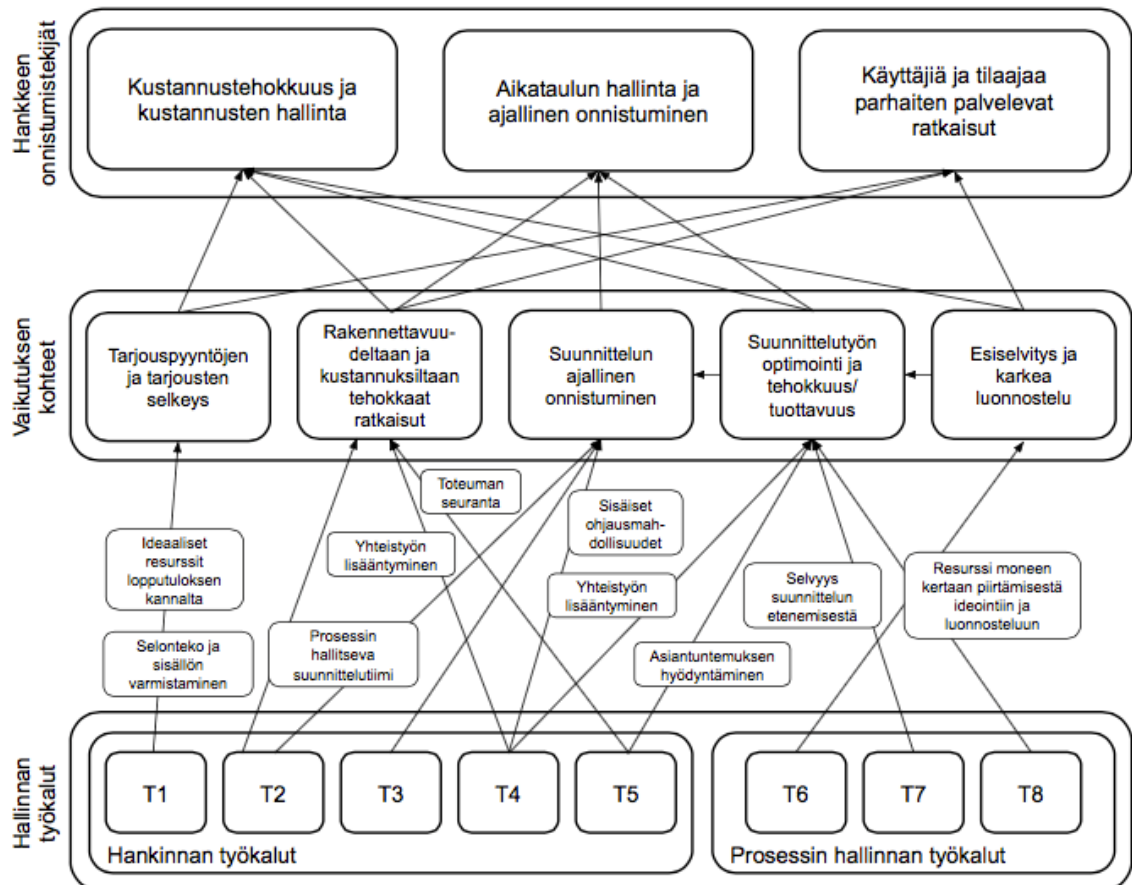 Hankkeen
onnistumistekijät
Kustannustehokkuus ja
kustannusten hallinta
Aikataulun hallinta ja
ajallinen onnistuminen
Käyttäjiä ja tilaajaa
parhaiten palvelevat
ratkaisut
Vaikutuksen
kohteet
Tarjouspyyntöjen
ja tarjousten
selkeys
Rakennettavuu-
deltaan ja
kustannuksiltaan
tehokkaat
ratkaisut
Suunnittelun
ajallinen
onnistuminen
Suunnittelutyön
optimointi ja
tehokkuus/
tuottavuus
Esiselvitys ja
karkea
luonnostelu
Toteuman
seuranta
Sisäiset
ohjausmah-
dollisuudet
Ideaaliset
resurssit
lopputuloksen
kannalta
Yhteistyön
lisääntyminen
Yhteistyön
lisääntyminen
Selvyys
suunnittelun
etenemisestä
Resurssi moneen
kertaan piirtämisestä
ideointiin ja
luonnosteluun
Selonteko ja
sisällön
varmistaminen
Prosessin
hallitseva
suunnittelutiimi
Asiantuntemuksen
hyödyntäminen
Hallinnan
työkalut
T1
T2
T3
T4
T5
T6
T7
T8
Hankinnan työkalut
Prosessin hallinnan työkalut